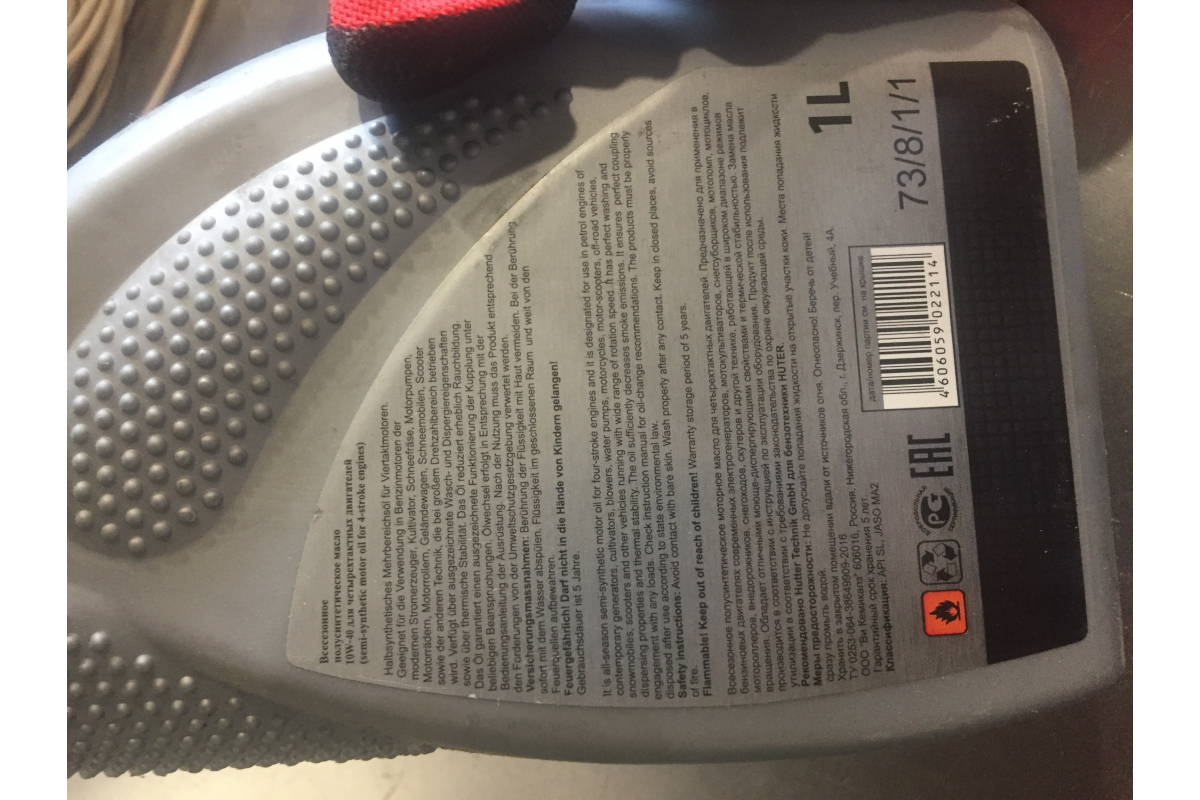 Всесезонное
полусинтетическое масло
10W-40 для четырехтактных двигателей
(semi-synthetic motor oil for 4-stroke engines)
Halbsynthetisches Mehrbereichsöl für Viertaktmotoren.
Geeignet für die Verwendung in Benzinmotoren der
modernen Stromerzeuger, Kultivator, Schneefräse, Motorpumpen,
Motorrädern, Motorrollern, Geländewagen, Schneemobilen, Scooter
sowie der anderen Technik, die bei großem Drehzahlbereich betrieben
wird. Verfügt über ausgezeichnete Wasch- und Dispergiereigenschaften
sowie über thermische Stabilität. Das Öl reduziert erheblich Rauchbildung.
Das Öl garantiert einen ausgezeichnete Funktionierung der Kupplung unter
beliebigen Beanspruchungen. Ölwechsel erfolgt in Entsprechung mit der
Bedienungsanleitung der Ausrüstung. Nach der Nutzung muss das Produkt entsprechend
den Forderungen von der Umweltschutzgesetzgebung verwertet werden.
Versicherungsmassnahmen: Berührung der Flüssigkeit mit Haut vermeiden. Bei der Berührung
sofort mit dem Wasser abspülen. Flüssigkeit im geschlossenen Raum und weit von den
Feuerquellen aufbewahren.
Feuergefährlich! Darf nicht in die Hände von Kindern gelangen!
Gebrauchsdauer ist 5 Jahre.
It is all-season semi-synthetic motor oil for four-stroke engines and it is designated for use in petrol engines of
contemporary generators, cultivators, blowers, water pumps, motorcycles, motor-scooters, off-road vehicles,
snowmobiles, scooters and other vehicles running with wide range of rotation speed. It has perfect washing and
dispersing properties and thermal stability. The oil sufficiently decreases smoke emissions. It ensures perfect coupling
engagement with any loads. Check instruction manual for oil-change recommendations. The products must be properly
disposed after use according to state environmental law.
Safety instructions: Avoid contact with bare skin. Wash properly after any contact. Keep in closed places, avoid sources
of fire.
Flammable! Keep out of reach of children! Warranty storage period of 5 years.
Всесезонное полусинтетическое моторное масло для четырехтактных двигателей. Предназначено для применения в
бензиновых двигателях современных электрогенераторов, мотокультиваторов, снегоуборщиков, мотопомп, мотоциклов,
мотороллеров, внедорожников, снегоходов, скутеров и другой технике, работающей в широком диапазоне режимов
вращения. Обладает отличными моюще-диспергирующими свойствами и термической стабильностью. Замена масла
производится в соответствии с инструкцией по эксплуатации оборудования. Продукт после использования подлежит
утилизации в соответствии с требованиями законодательства по охране окружающей среды.
Рекомендовано Hutter Technik GmbH для бензотехники HUTER.
Меры предосторожности: Не допускайте попадания жидкости на открытые участки кожи. Места попадания жидкости
сразу промыть водой.
Хранить в закрытом помещении вдали от источников огня. Огнеопасно! Беречь от детей!
ТУ 0253-064-38649909-2016
ООО "Ви Кемикалз" 606016, Россия, Нижегородская обл., г. Дзержинск, пер. Учебный, 4А.
Гарантийный срок хранения 5 лет.
Классификация: API SL, JASO MA2
дата/номер партии см. на крышке
4 606059 022114
РСТ
EAC
1L
73/8/1/1